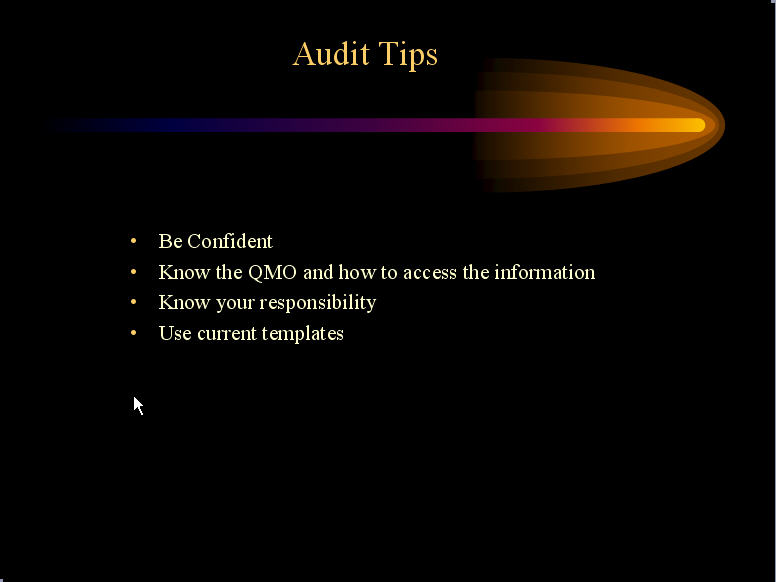 Audit Tips
• Be Confident
• Know the QMO and how to access the information
• Know your responsibility
• Use current templates